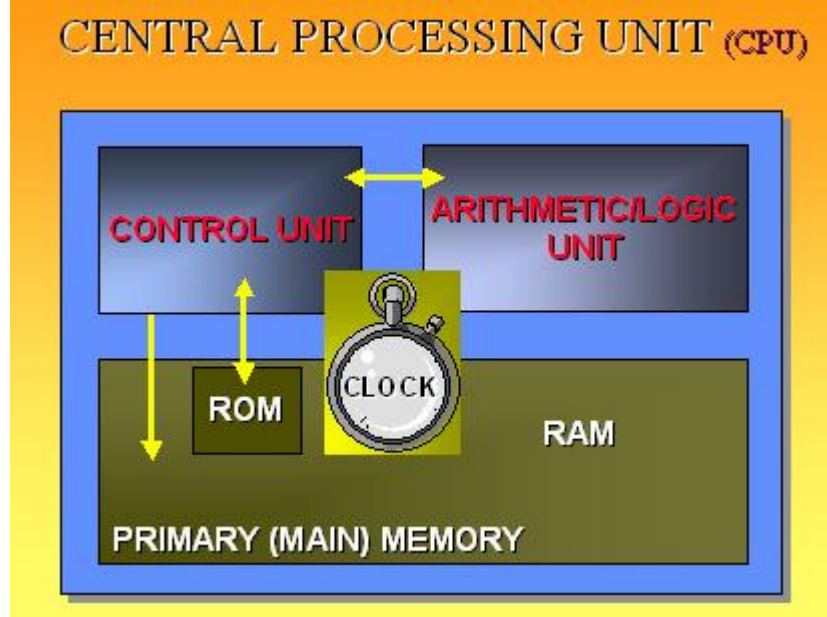 CENTRAL PROCESSING UNIT (CPU)
CONTROL UNIT
ARITHMETIC/LOGIC
UNIT
CLOCK
ROM
RAM
PRIMARY (MAIN) MEMORY